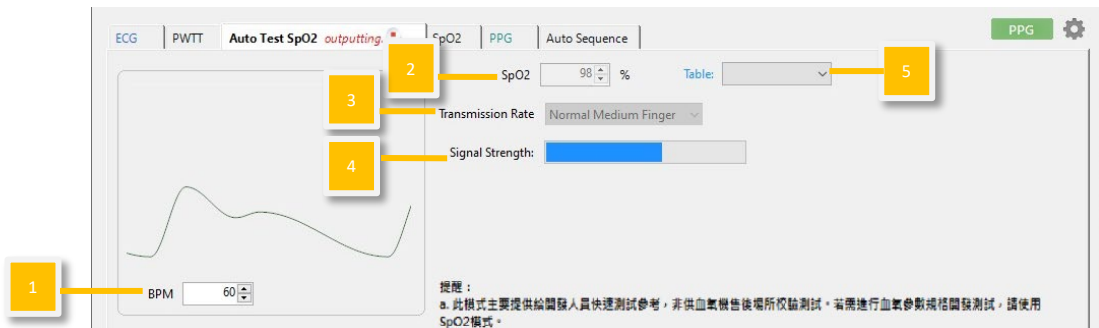 ECG PWTT Auto Test SpO2 outputting. SpO2 PPG Auto Sequence PPG
2 SpO2 98 % Table: 5
3 Transmission Rate Normal Medium Finger
4 Signal Strength:
1 BPM 60
提醒：
a. 此模式主要提供給開發人員快速測試參考，非供血氧機售後場所校驗測試。若需進行血氧參數規格開發測試，請使用
SpO2模式。